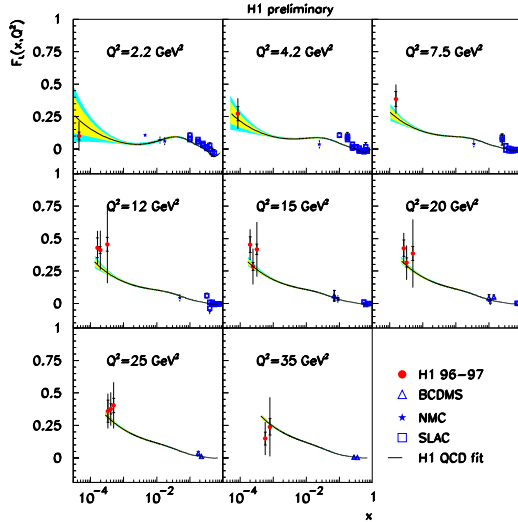 H1 preliminary
F_L(x,Q²)
Q²=2.2 GeV²
Q²=4.2 GeV²
Q²=7.5 GeV²
1
0.75
0.5
0.25
0
Q²=12 GeV²
Q²=15 GeV²
Q²=20 GeV²
0.75
0.5
0.25
0
Q²=25 GeV²
Q²=35 GeV²
1
0.75
0.5
0.25
0
H1 96-97
BCDMS
NMC
SLAC
H1 QCD fit
10⁻⁴ 10⁻² 10⁻⁴ 10⁻² 1
x x